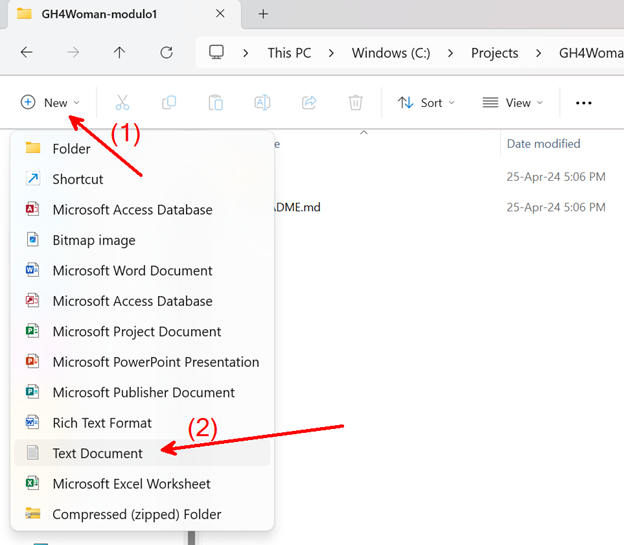 GH4Woman-modulo1
This PC > Windows (C:) > Projects > GH4Woma
New Sort View
(1)
Date modified
Folder
Shortcut
25-Apr-24 5:06 PM
Microsoft Access Database
DME.md 25-Apr-24 5:06 PM
Bitmap image
Microsoft Word Document
Microsoft Access Database
Microsoft Project Document
Microsoft PowerPoint Presentation
Microsoft Publisher Document
Rich Text Format
(2)
Text Document
Microsoft Excel Worksheet
Compressed (zipped) Folder